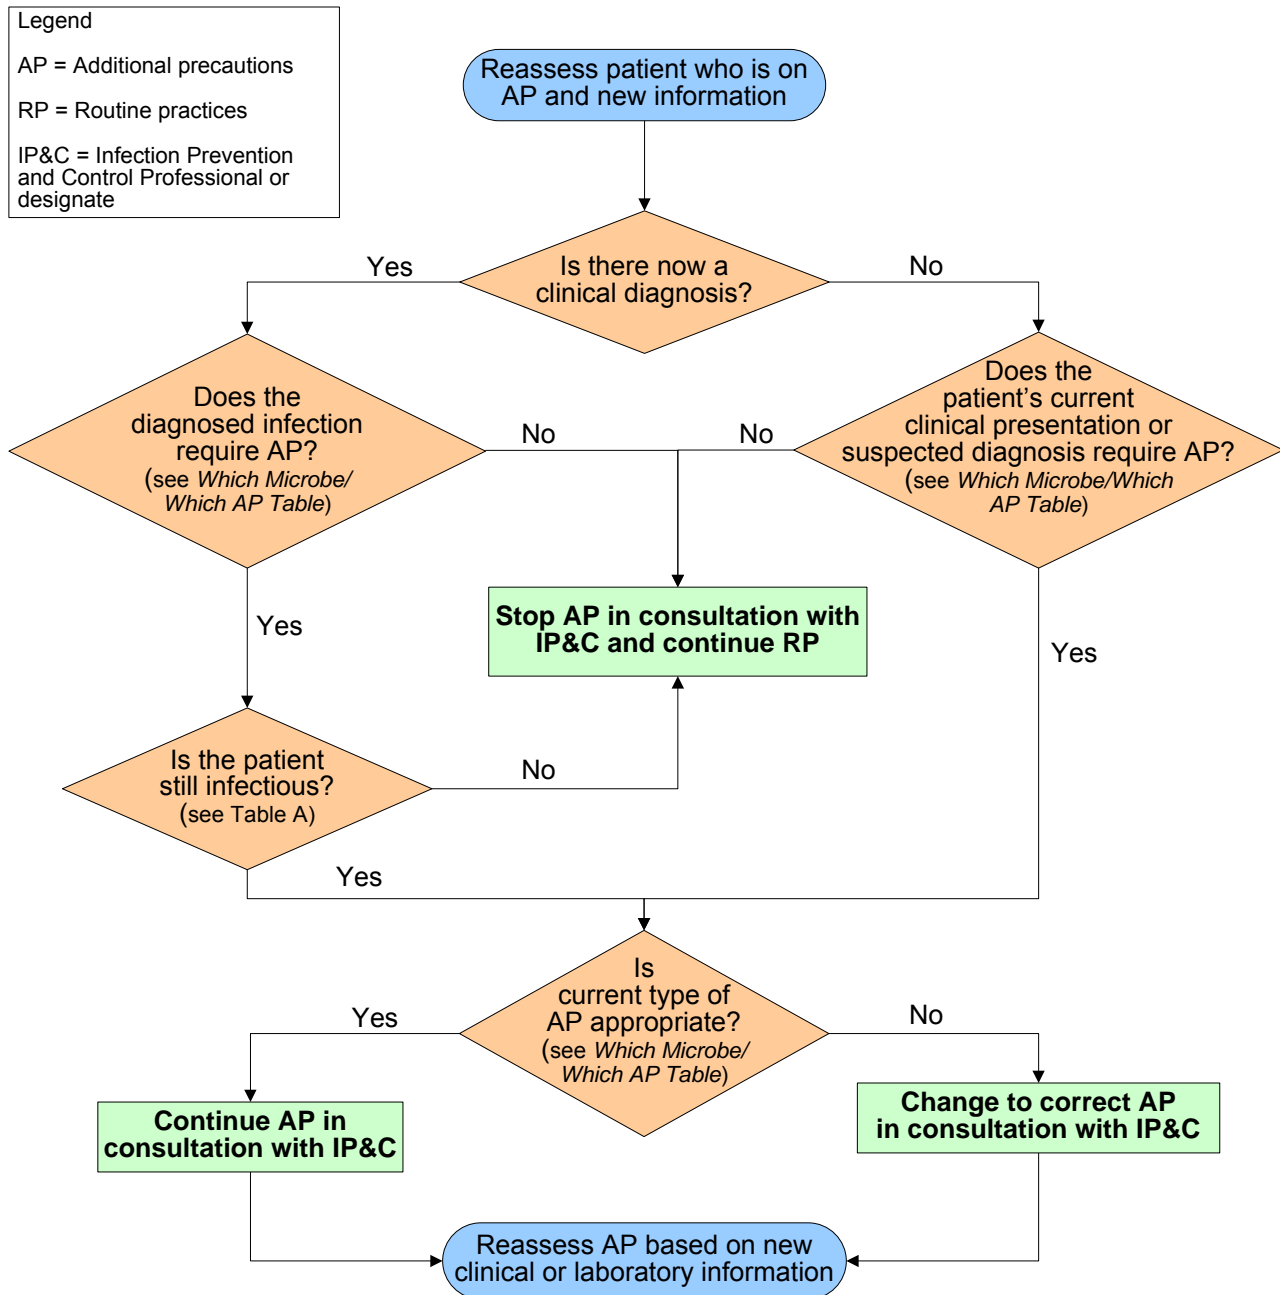 Legend
AP = Additional precautions
RP = Routine practices
IP&C = Infection Prevention
and Control Professional or
designate
Reassess patient who is on
AP and new information
Is there now a
clinical diagnosis?
Yes
No
Does the
diagnosed infection
require AP?
(see Which Microbe/
Which AP Table)
No
No
Does the
patient's current
clinical presentation or
suspected diagnosis require AP?
(see Which Microbe/Which
AP Table)
Stop AP in consultation with
IP&C and continue RP
Yes
Yes
Is the patient
still infectious?
(see Table A)
No
Yes
Is
current type of
AP appropriate?
(see Which Microbe/
Which AP Table)
Yes
No
Continue AP in
consultation with IP&C
Change to correct AP
in consultation with IP&C
Reassess AP based on new
clinical or laboratory information